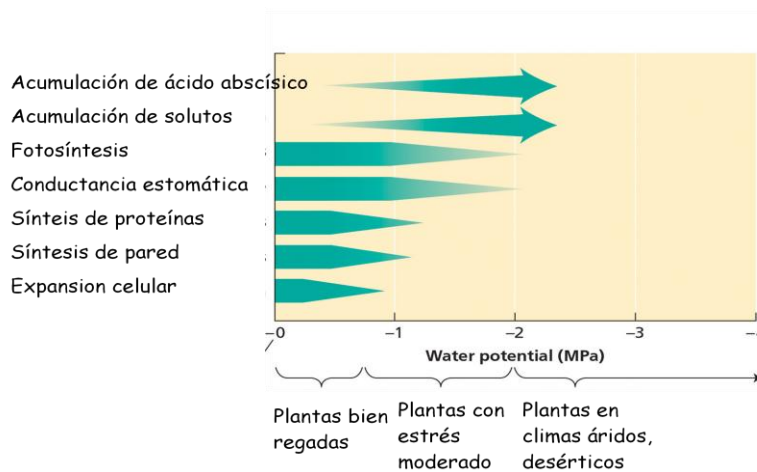 Acumulación de ácido abscísico
Acumulación de solutos
Fotosíntesis
Conductancia estomática
Sínteis de proteínas
Síntesis de pared
Expansion celular
–0 –1 –2 –3 –4
Water potential (MPa)
Plantas bien
regadas
Plantas con
estrés
moderado
Plantas en
climas áridos,
desérticos